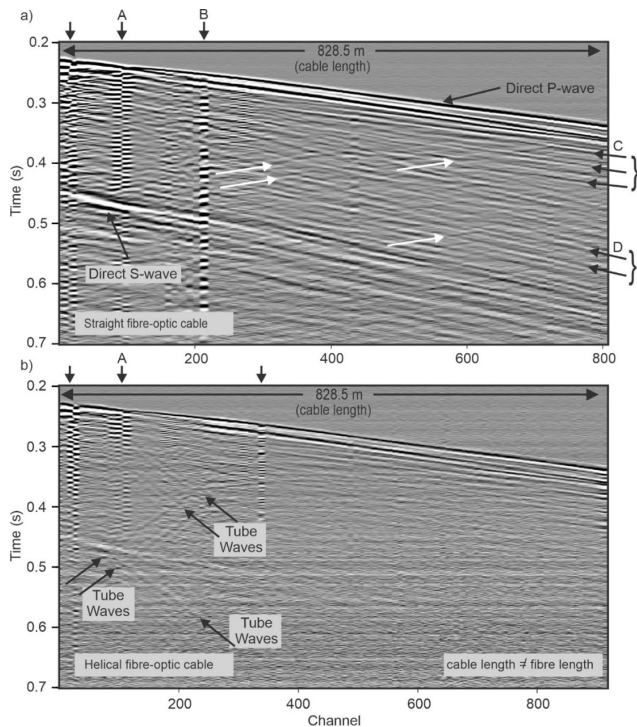 a)
A
B
0.2
0.3
0.4
0.5
0.6
0.7
Time (s)
828.5 m
(cable length)
Direct P-wave
C
D
Direct S-wave
Straight fibre-optic cable
200
400
600
800
b)
A
0.2
0.3
0.4
0.5
0.6
0.7
Time (s)
828.5 m
(cable length)
Tube
Waves
Tube
Waves
Tube
Waves
Helical fibre-optic cable
cable length ≠ fibre length
200
400
600
800
Channel